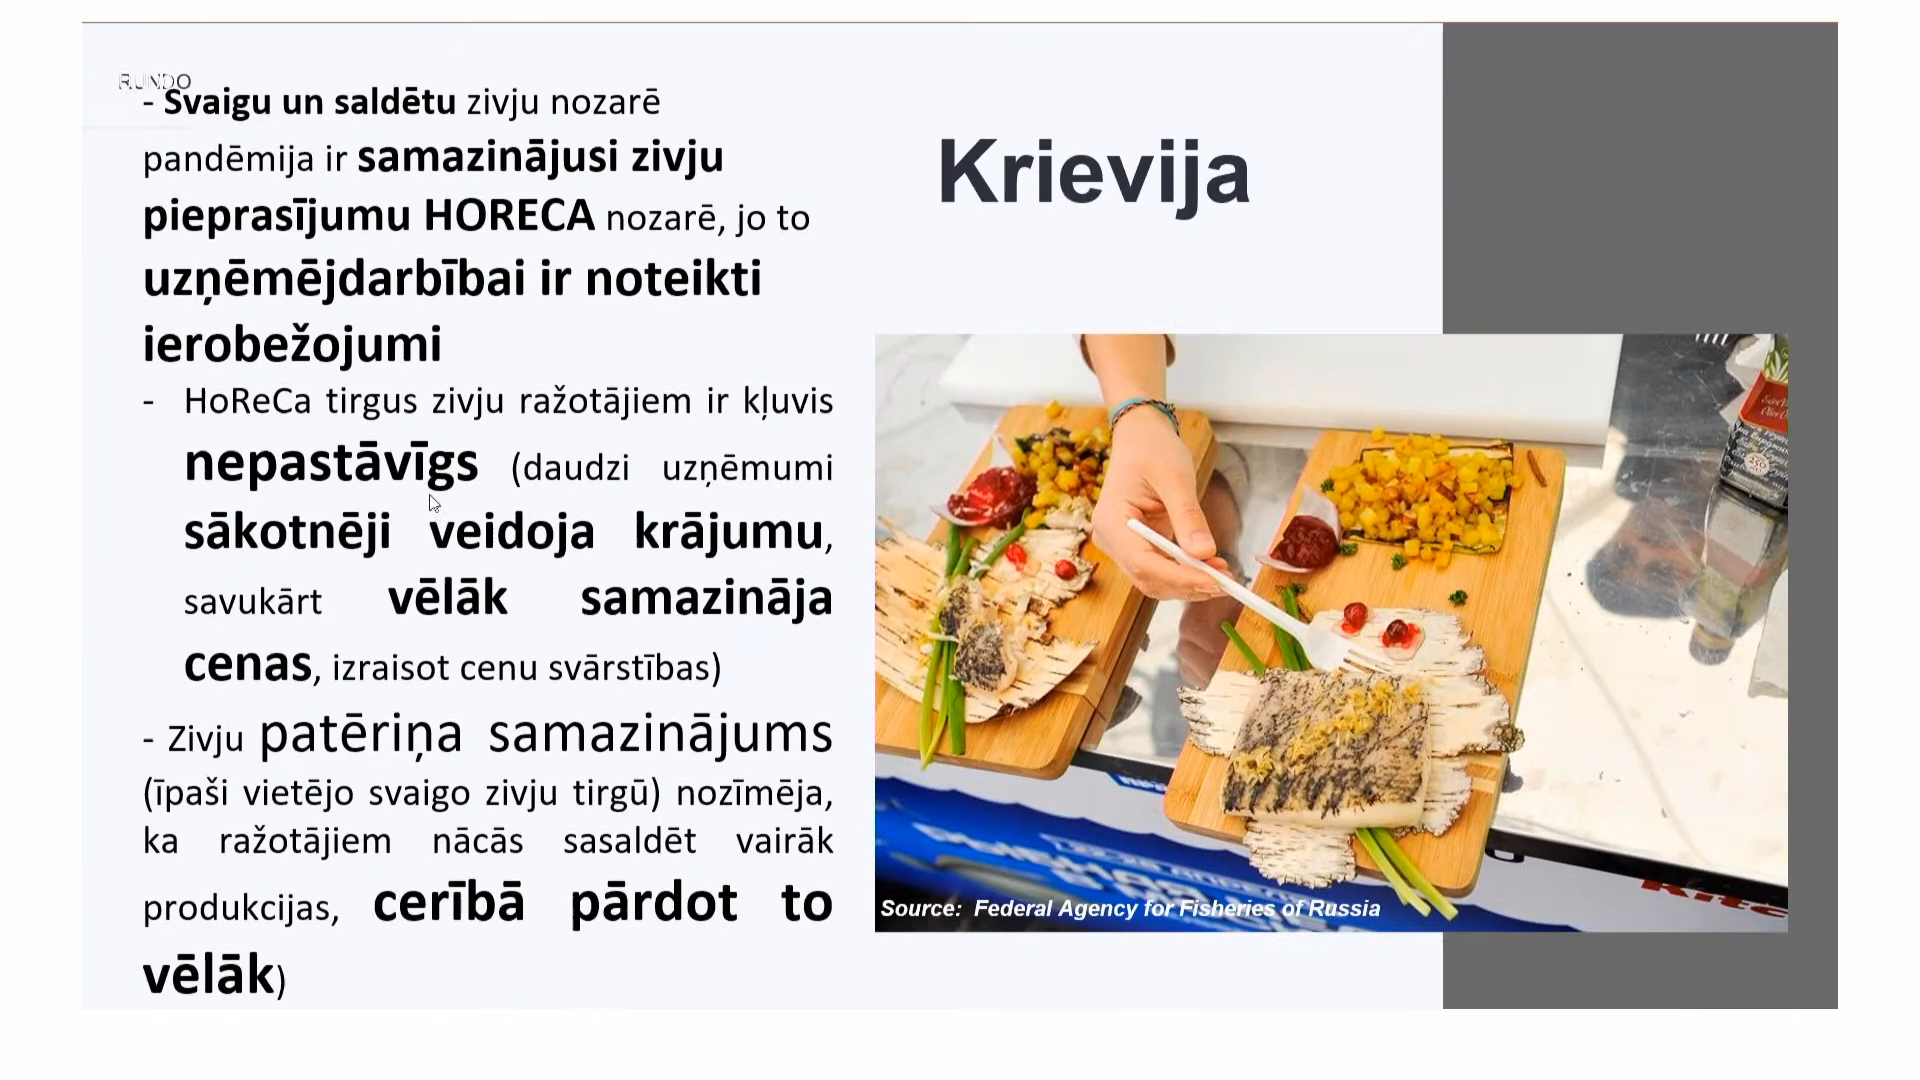 RUNDO
- Svaigu un saldētu zivju nozarē
pandēmija ir samazinājusi zivju
pieprasījumu HORECA nozarē, jo to
uzņēmējdarbībai ir noteikti
ierobežojumi
- HoReCa tirgus zivju ražotājiem ir kļuvis
nepastāvīgs (daudzi uzņēmumi
sākotnēji veidoja krājumu,
savukārt vēlāk samazināja
cenas, izraisot cenu svārstības)
- Zivju patēriņa samazinājums
(īpaši vietējo svaigo zivju tirgū) nozīmēja,
ka ražotājiem nācās sasaldēt vairāk
produkcijas, cerībā pārdot to
vēlāk)
Krievija
Source: Federal Agency for Fisheries of Russia